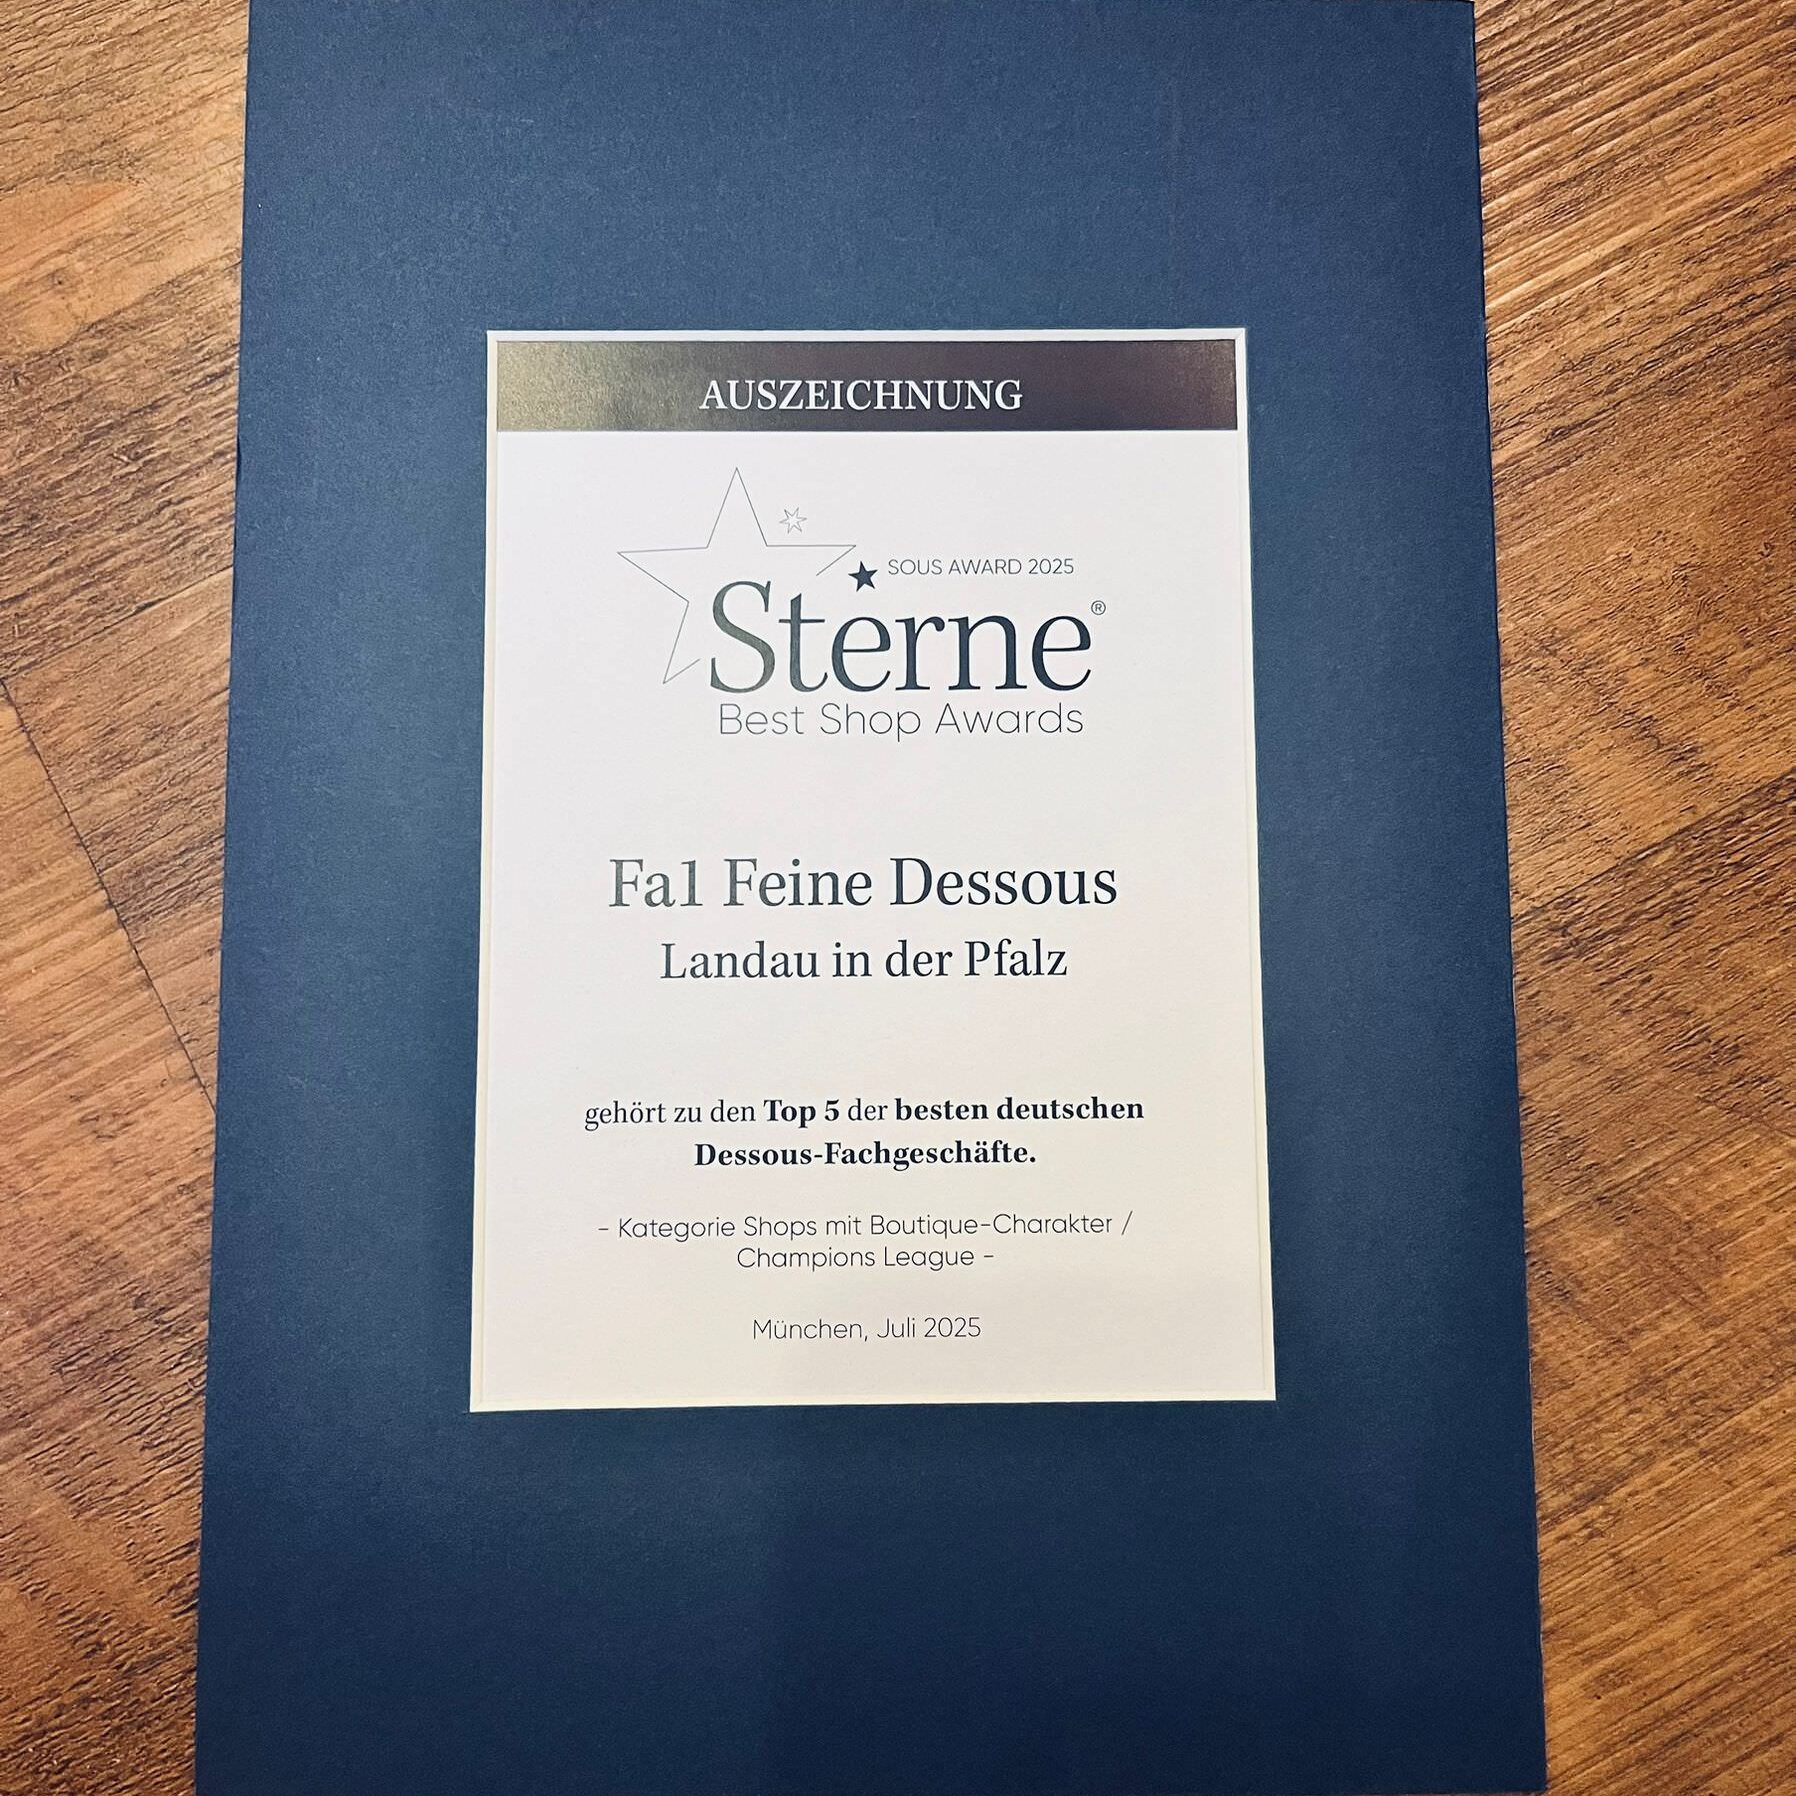 AUSZEICHNUNG
SOUS AWARD 2025
Sterne®
Best Shop Awards
Fa1 Feine Dessous
Landau in der Pfalz
gehört zu den Top 5 der besten deutschen
Dessous-Fachgeschäfte.
- Kategorie Shops mit Boutique-Charakter /
Champions League -
München, Juli 2025